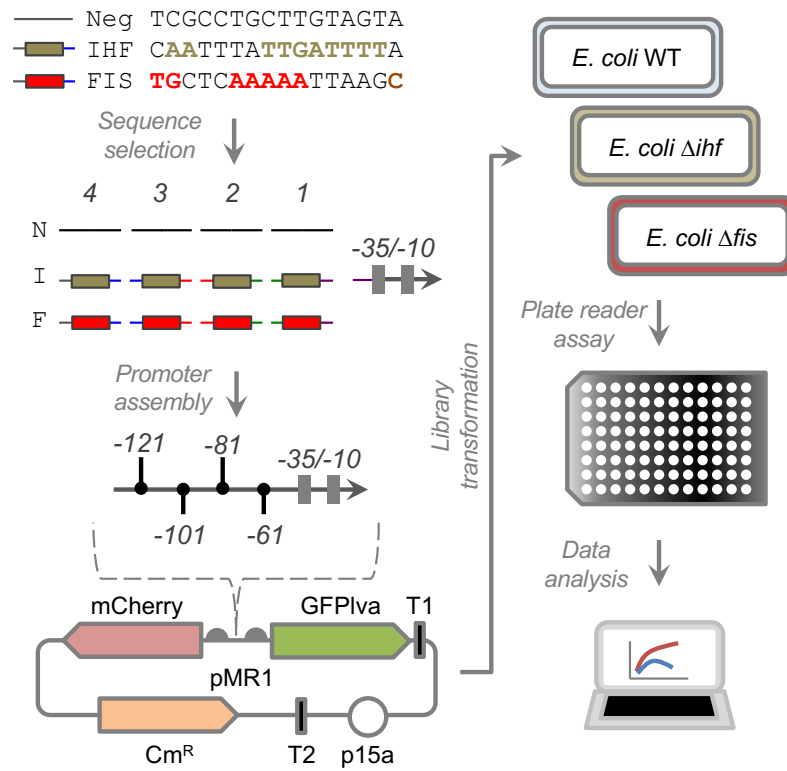 Neg TCGCCTGCTTGTAGTA
IHF CAATTTATTGATTTTA
FIS TGCTCAAAAATTAAGC
Sequence
selection
4 3 2 1
N
-35/-10
I
F
Promoter
assembly
-121 -81 -35/-10
-101 -61
mCherry GFPlva T1
pMR1
CmR T2 p15a
Library
transformation
E. coli WT
E. coli Δihf
E. coli Δfis
Plate reader
assay
Data
analysis